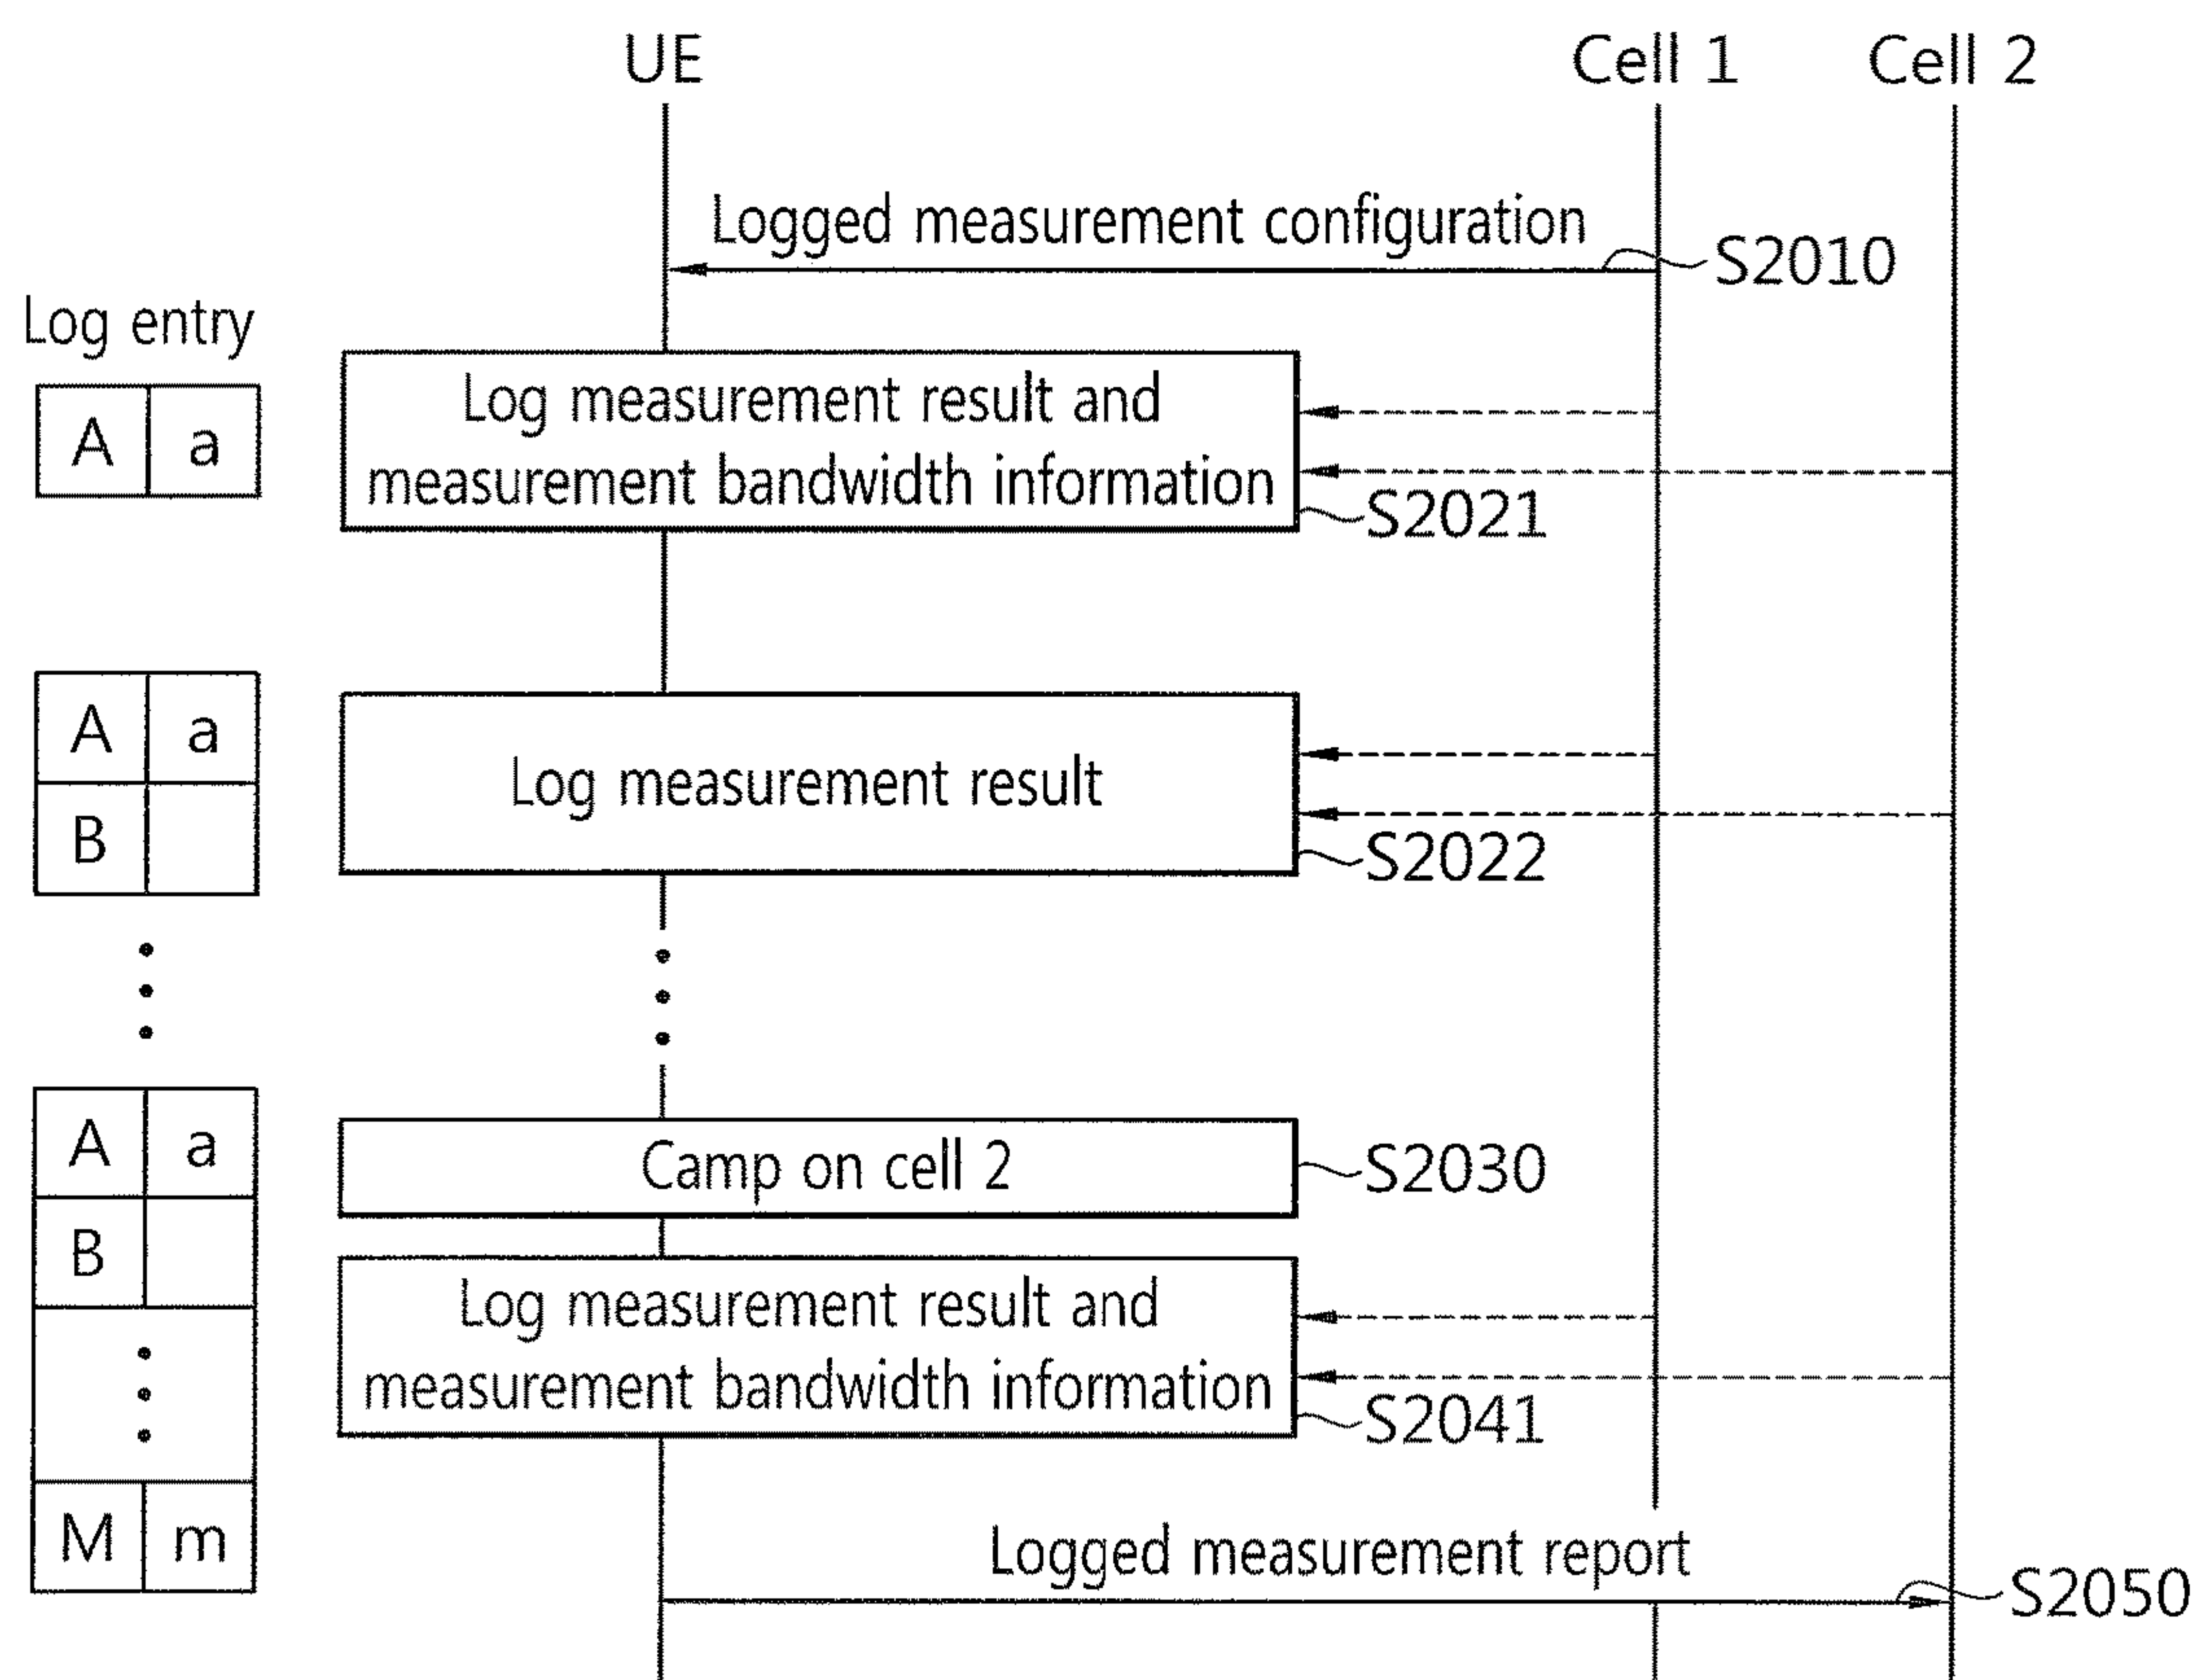 UE
Cell 1
Cell 2
Logged measurement configuration
S2010
Log entry
A a
Log measurement result and
measurement bandwidth information
S2021
A a
B
Log measurement result
S2022
A a
B
M m
Camp on cell 2
S2030
Log measurement result and
measurement bandwidth information
S2041
Logged measurement report
S2050